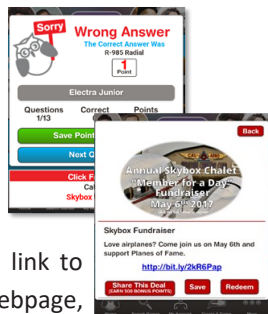 Sorry
Wrong Answer
The Correct Answer Was
R-985 Radial
1
Point
Electra Junior
Questions Correct Points
1/13
Save Point
Next Q
Click F
Cal
Skybox
Back
Annual Skybox Chalet
"Member for a Day"
Fundraiser
May 6th 2017
Skybox Fundraiser
Love airplanes? Come join us on May 6th and
support Planes of Fame.
http://bit.ly/2kR6Pap
Share This Deal
(EARN 500 BONUS POINTS)
Save
Redeem
link to
ebpage,